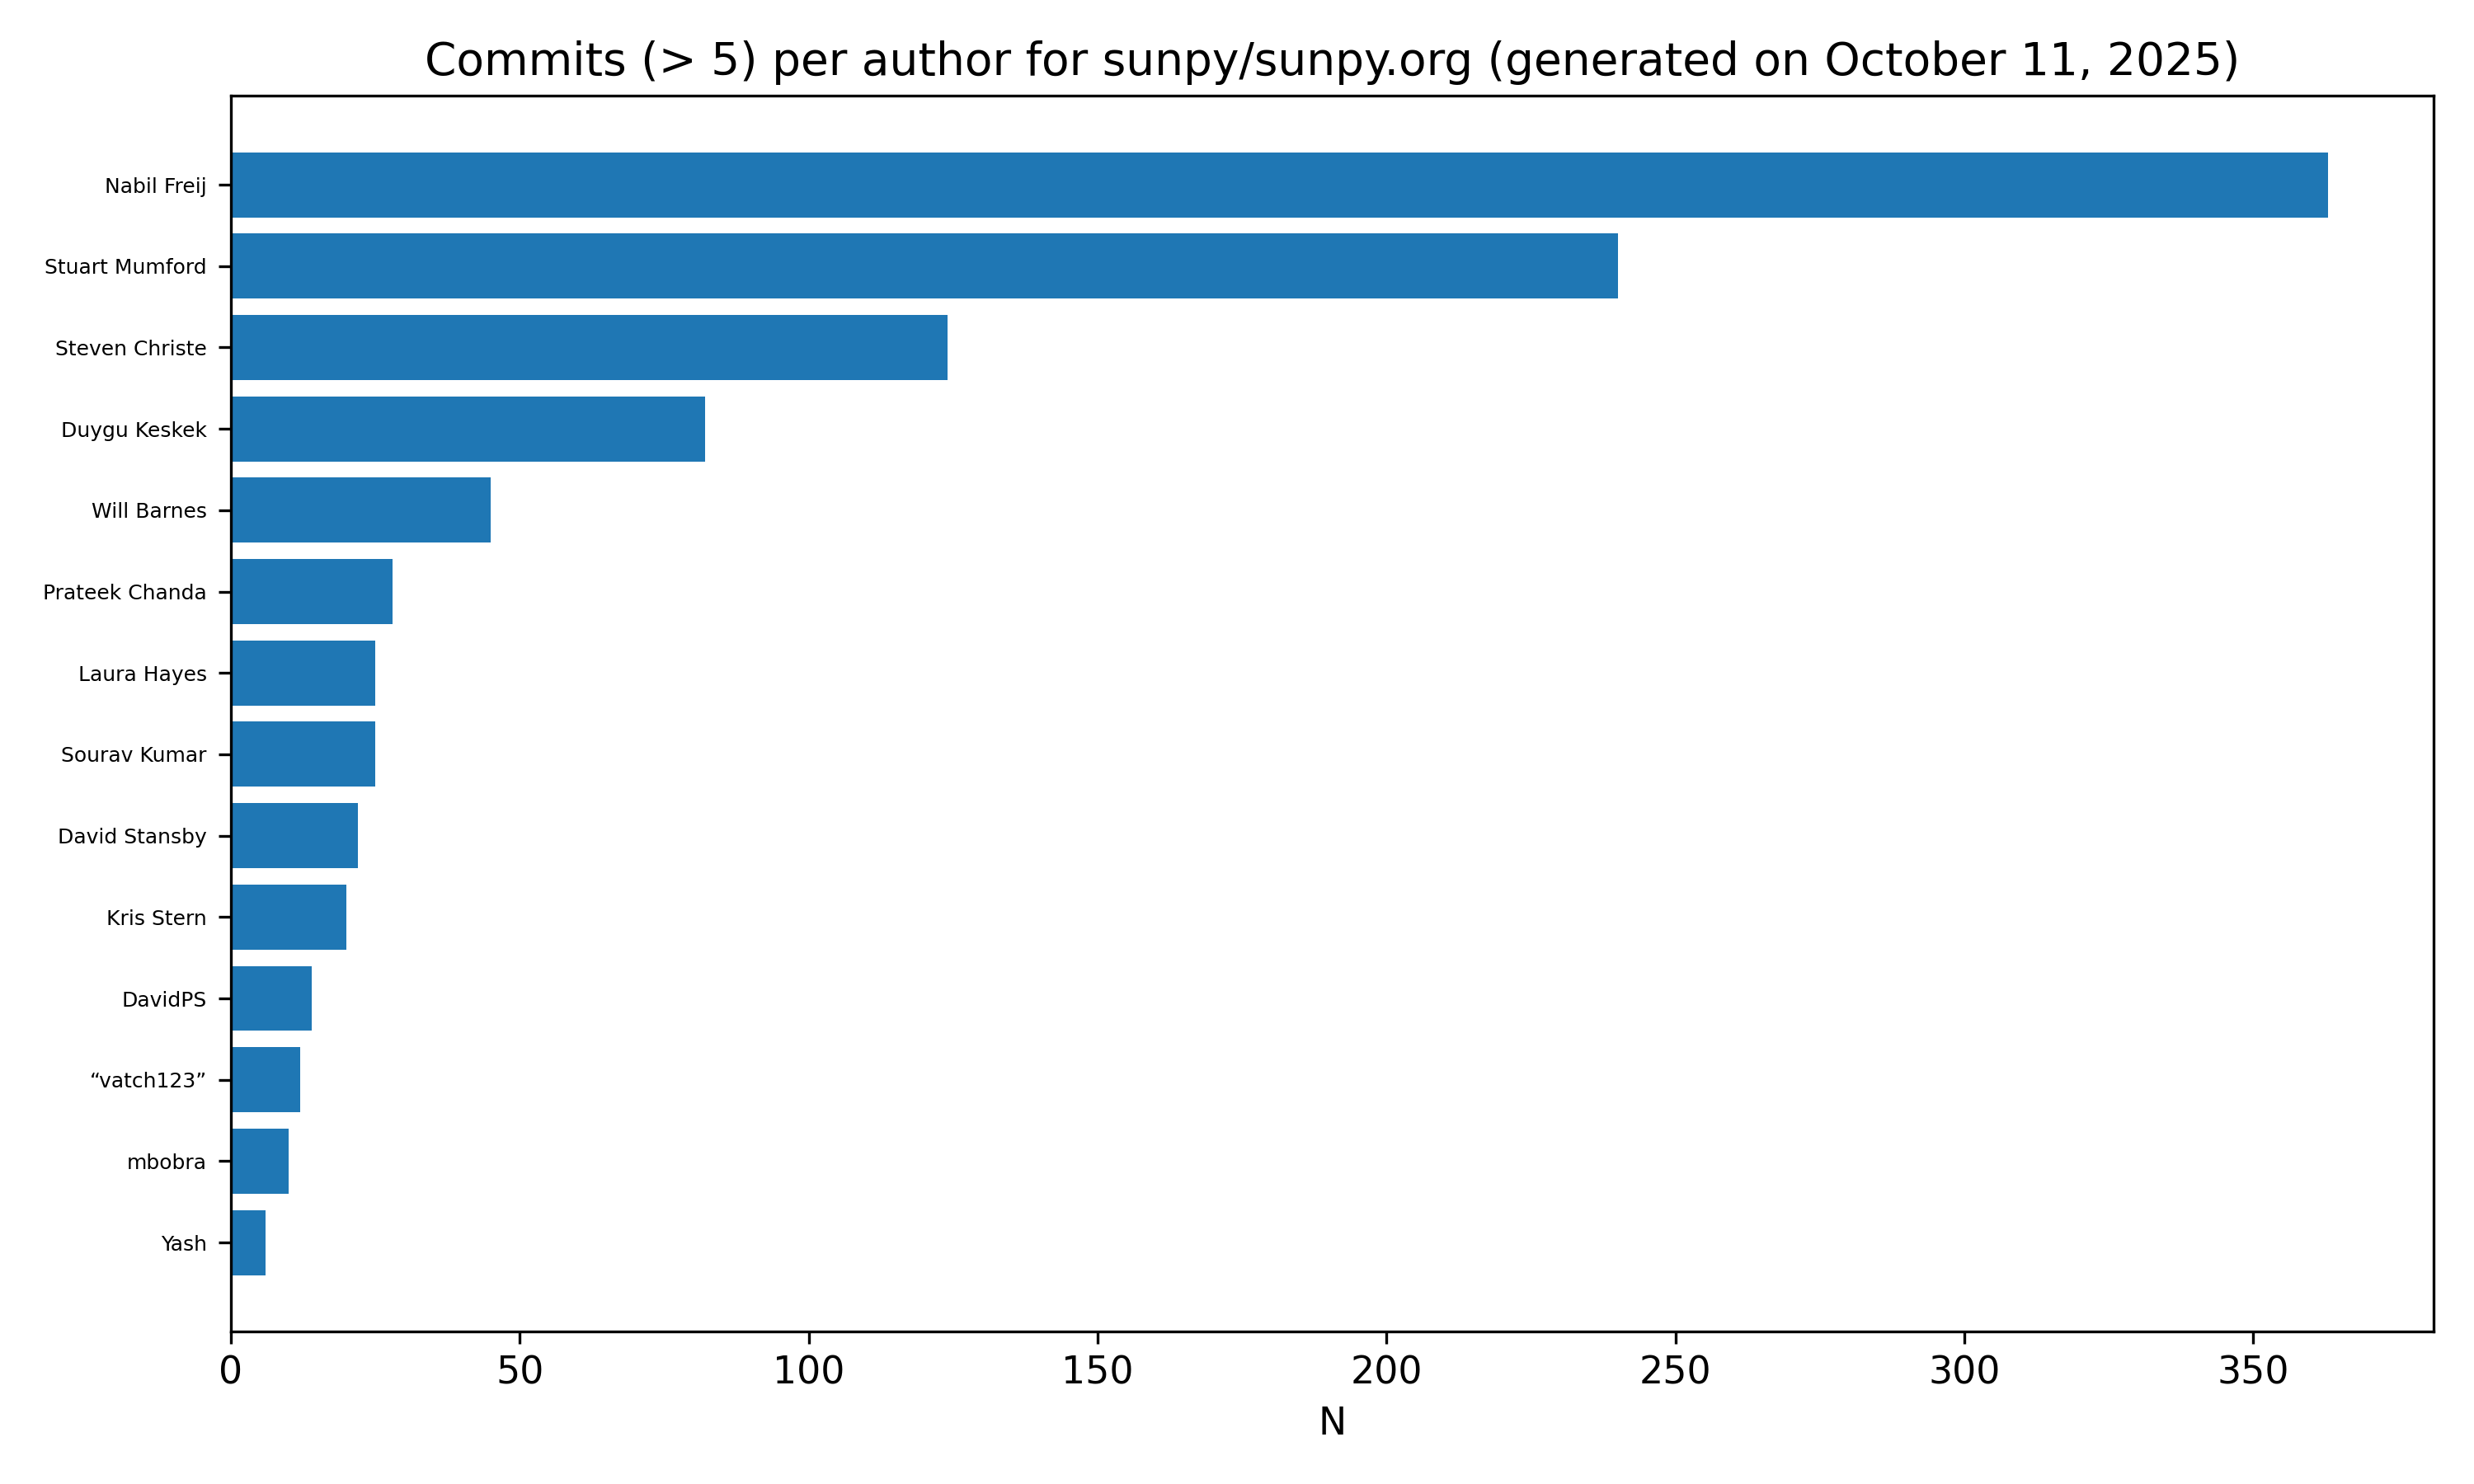 Commits (> 5) per author for sunpy/sunpy.org (generated on October 11, 2025)
Nabil Freij
Stuart Mumford
Steven Christe
Duygu Keskek
Will Barnes
Prateek Chanda
Laura Hayes
Sourav Kumar
David Stansby
Kris Stern
DavidPS
“vatch123”
mbobra
Yash
0 50 100 150 200 250 300 350
N